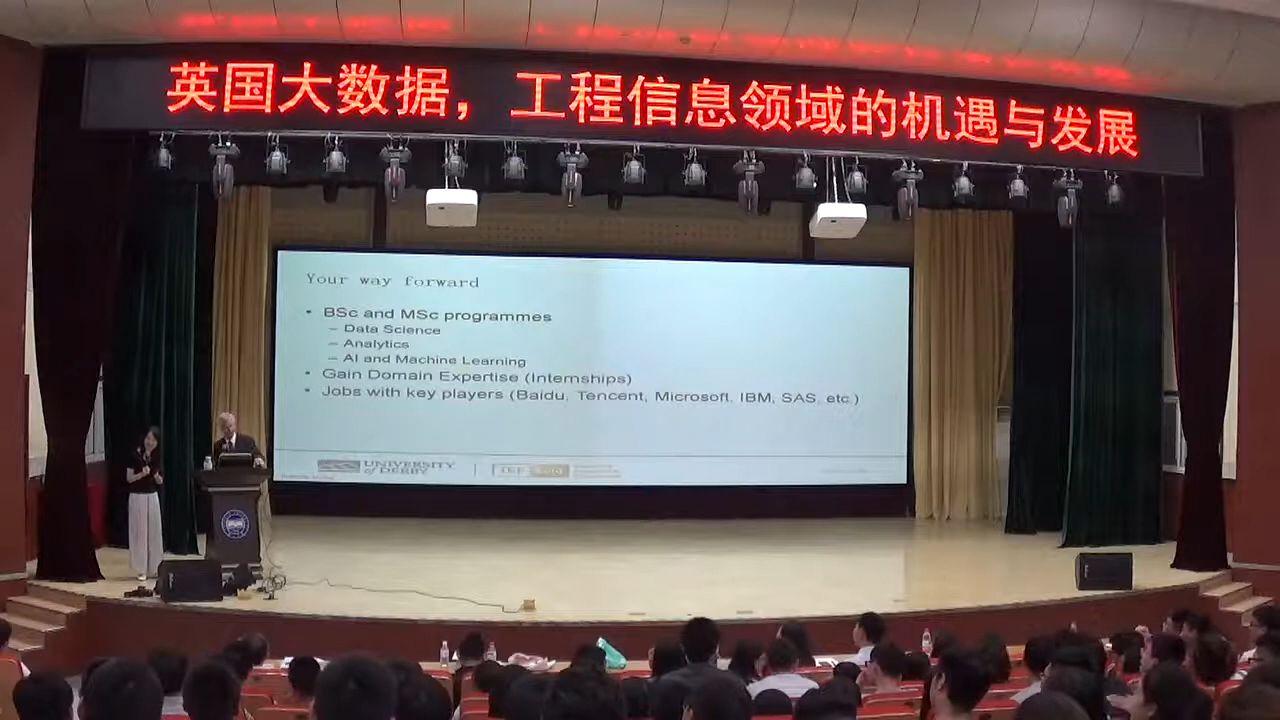 英国大数据，工程信息领域的机遇与发展
Your way forward
• BSc and MSc programmes
– Data Science
– Analytics
– AI and Machine Learning
• Gain Domain Expertise (Internships)
• Jobs with key players (Baidu, Tencent, Microsoft, IBM, SAS, etc.)
UNIVERSITY
of DERBY